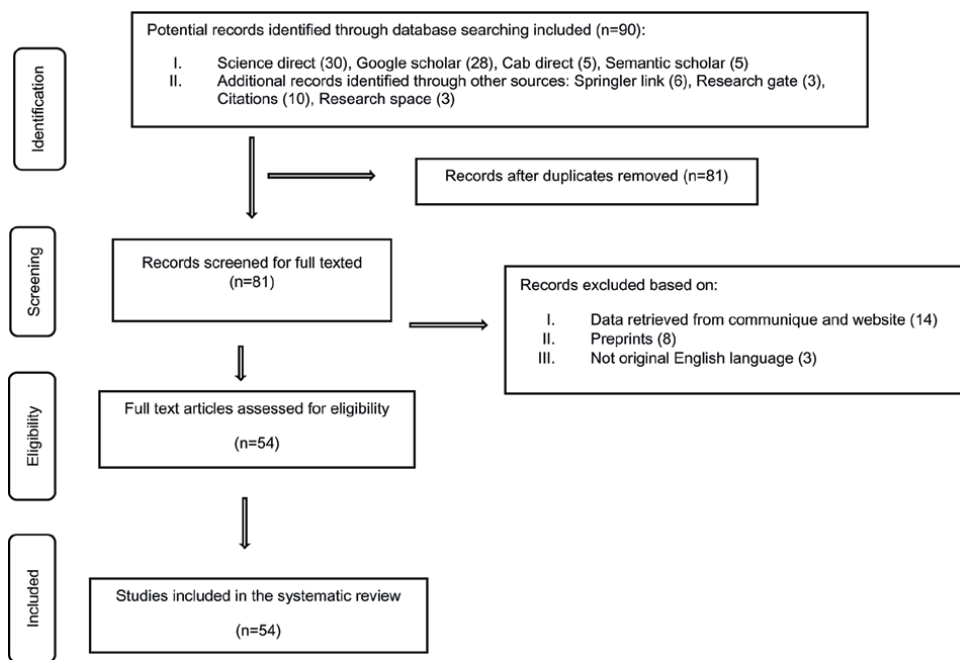 Identification
Potential records identified through database searching included (n=90):
I. Science direct (30), Google scholar (28), Cab direct (5), Semantic scholar (5)
II. Additional records identified through other sources: Springler link (6), Research gate (3),
Citations (10), Research space (3)
Records after duplicates removed (n=81)
Screening
Records screened for full texted
(n=81)
Records excluded based on:
I. Data retrieved from communique and website (14)
II. Preprints (8)
III. Not original English language (3)
Eligibility
Full text articles assessed for eligibility
(n=54)
Included
Studies included in the systematic review
(n=54)